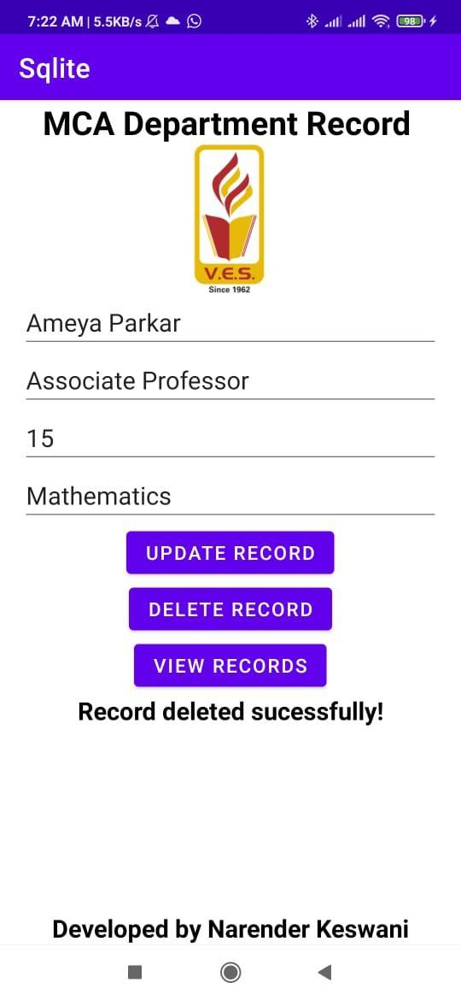 7:22 AM | 5.5KB/s
98
Sqlite
MCA Department Record
V.E.S.
Since 1962
Ameya Parkar
Associate Professor
15
Mathematics
UPDATE RECORD
DELETE RECORD
VIEW RECORDS
Record deleted sucessfully!
Developed by Narender Keswani